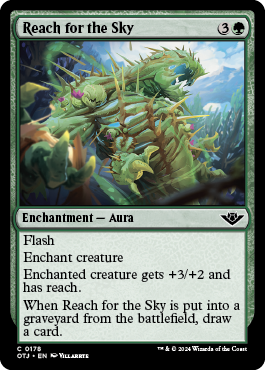 Reach for the Sky 3
Enchantment — Aura
Flash
Enchant creature
Enchanted creature gets +3/+2 and
has reach.
When Reach for the Sky is put into a
graveyard from the battlefield, draw
a card.
C 0178
OTJ • EN VILLARRTE
™ & © 2024 Wizards of the Coast